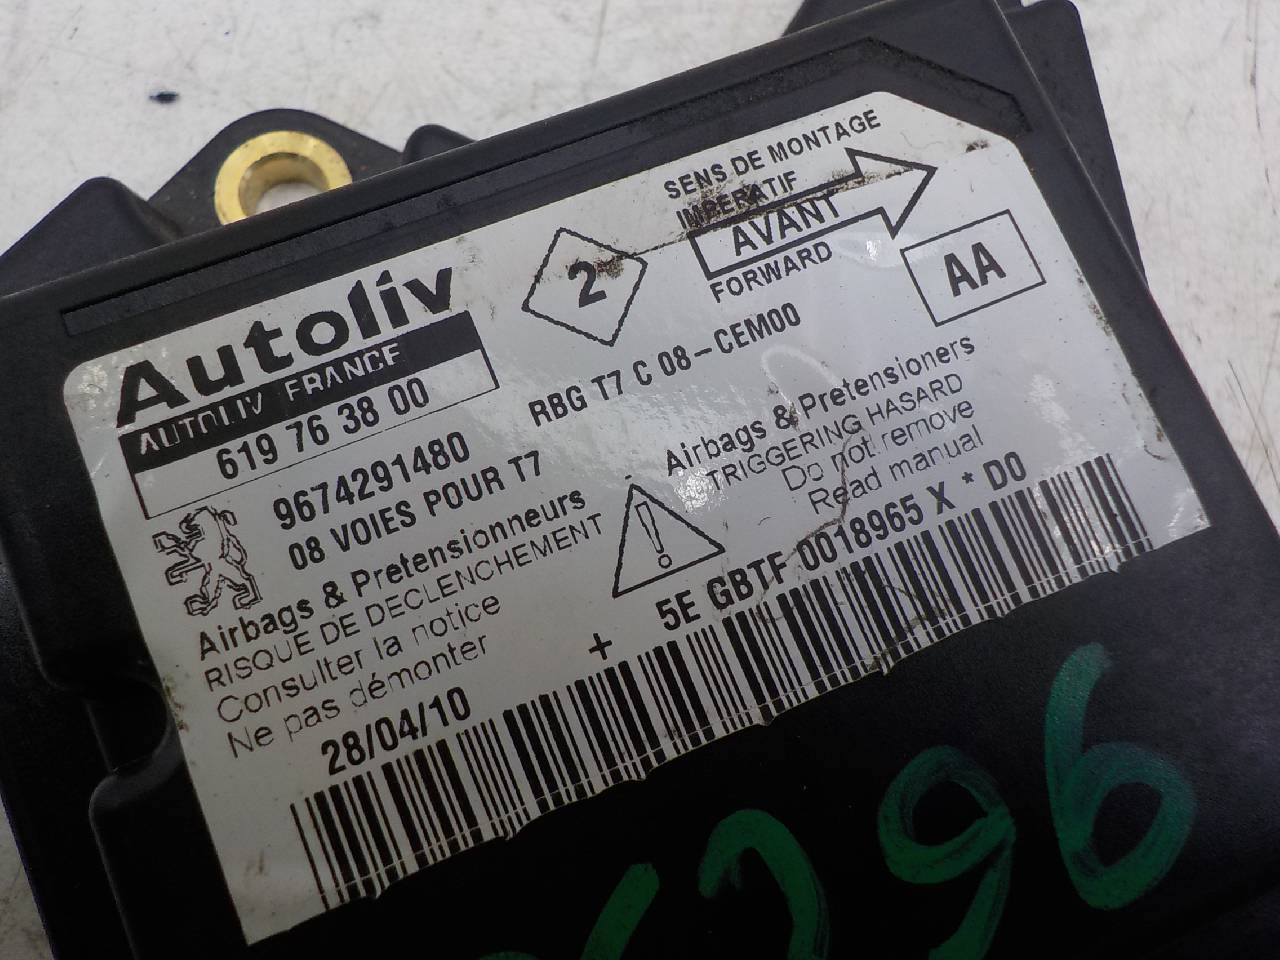 SENS DE MONTAGE
IMPERATIF
AVANT
FORWARD
2
AA
Autoliv
AUTOLIV FRANCE
619 76 38 00
RBG T7 C 08-CEM00
9674291480
08 VOIES POUR T7
Airbags & Pretensionneurs
RISQUE DE DECLENCHEMENT
Consulter la notice
Ne pas démonter
Airbags & Pretensioners
TRIGGERING HASARD
Do not remove
Read manual
28/04/10
+
5E GBTF 0018965 X * D0